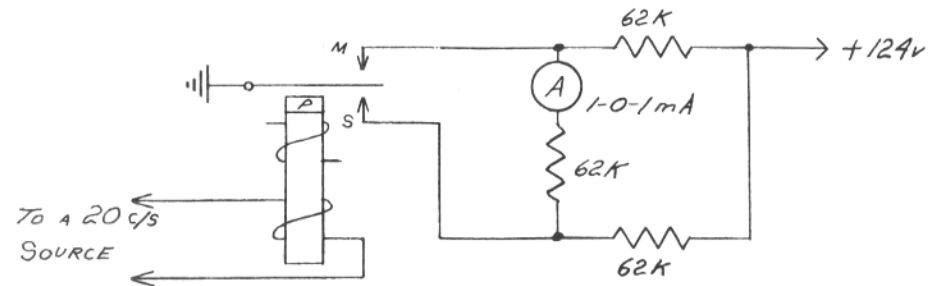 62K
M
+124v
P
A
1-0-1mA
S
62K
TO A 20 C/S
SOURCE
62K